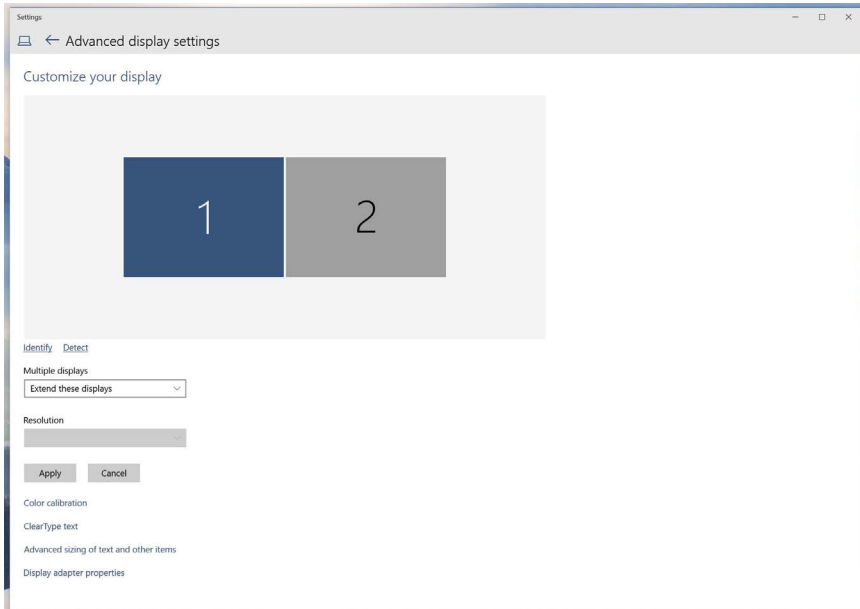 Settings
Advanced display settings
Customize your display
1 2
Identify Detect
Multiple displays
Extend these displays
Resolution
Apply Cancel
Color calibration
ClearType text
Advanced sizing of text and other items
Display adapter properties